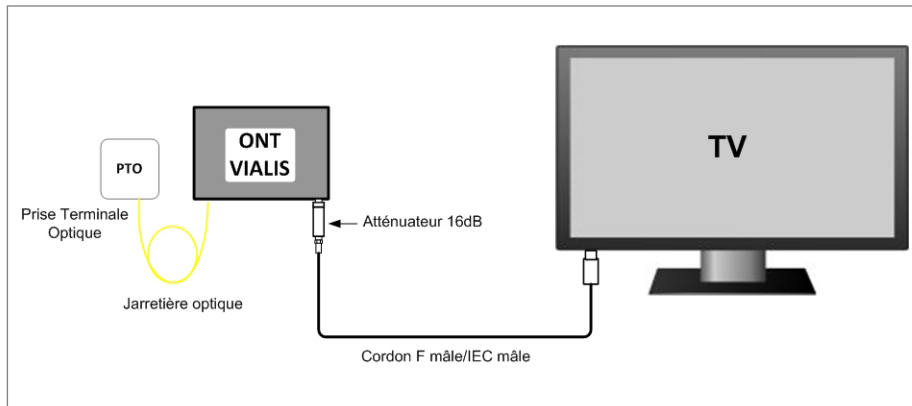 PTO
Prise Terminale
Optique
Jarretière optique
ONT
VIALIS
Atténuateur 16dB
Cordon F mâle/IEC mâle
TV